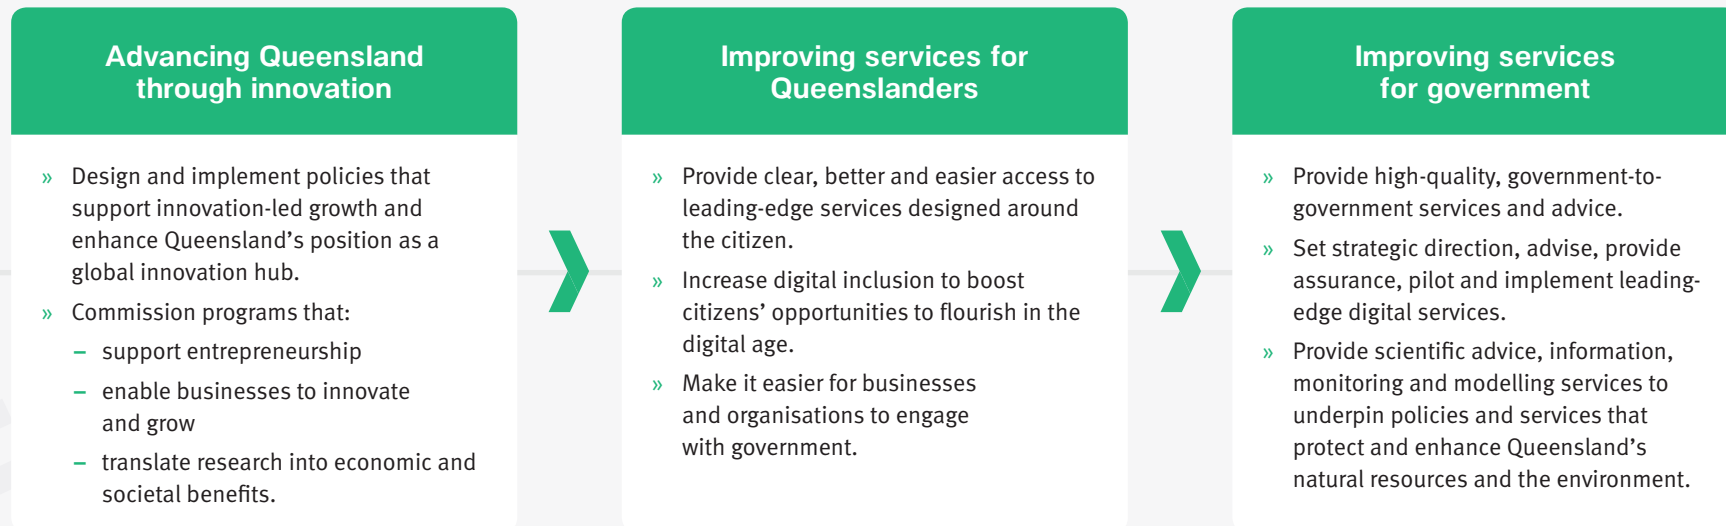 Advancing Queensland
through innovation
» Design and implement policies that
support innovation-led growth and
enhance Queensland’s position as a
global innovation hub.
» Commission programs that:
– support entrepreneurship
– enable businesses to innovate
and grow
– translate research into economic and
societal benefits.
Improving services for
Queenslanders
» Provide clear, better and easier access to
leading-edge services designed around
the citizen.
» Increase digital inclusion to boost
citizens’ opportunities to flourish in the
digital age.
» Make it easier for businesses
and organisations to engage
with government.
Improving services
for government
» Provide high-quality, government-to-
government services and advice.
» Set strategic direction, advise, provide
assurance, pilot and implement leading-
edge digital services.
» Provide scientific advice, information,
monitoring and modelling services to
underpin policies and services that
protect and enhance Queensland’s
natural resources and the environment.